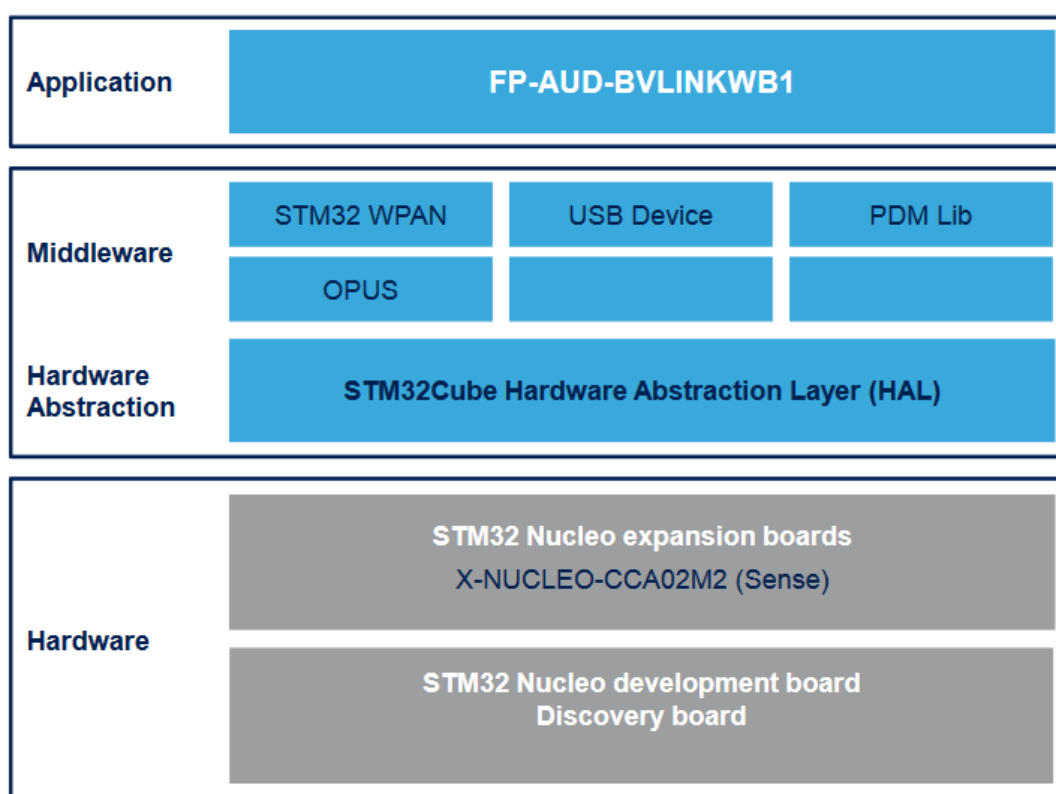 Application
FP-AUD-BVLINKWB1
Middleware
STM32 WPAN
USB Device
PDM Lib
OPUS
Hardware
Abstraction
STM32Cube Hardware Abstraction Layer (HAL)
Hardware
STM32 Nucleo expansion boards
X-NUCLEO-CCA02M2 (Sense)
STM32 Nucleo development board
Discovery board